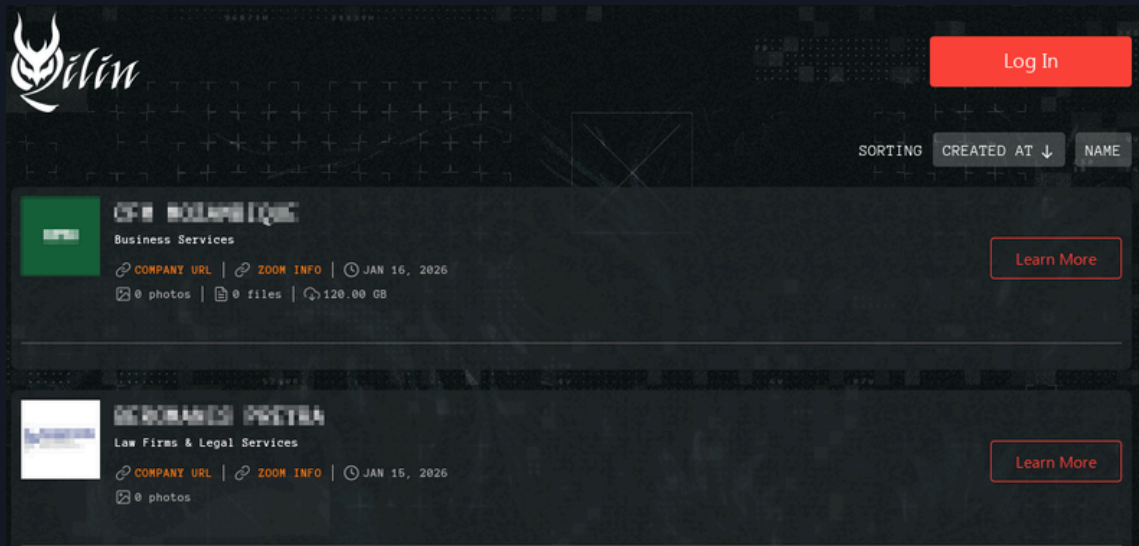 Qilin
Log In
SORTING CREATED AT ↓ NAME
Business Services
COMPANY URL | ZOOM INFO | JAN 16, 2026
0 photos | 0 files | 120.00 GB
Learn More
Law Firms & Legal Services
COMPANY URL | ZOOM INFO | JAN 15, 2026
0 photos
Learn More